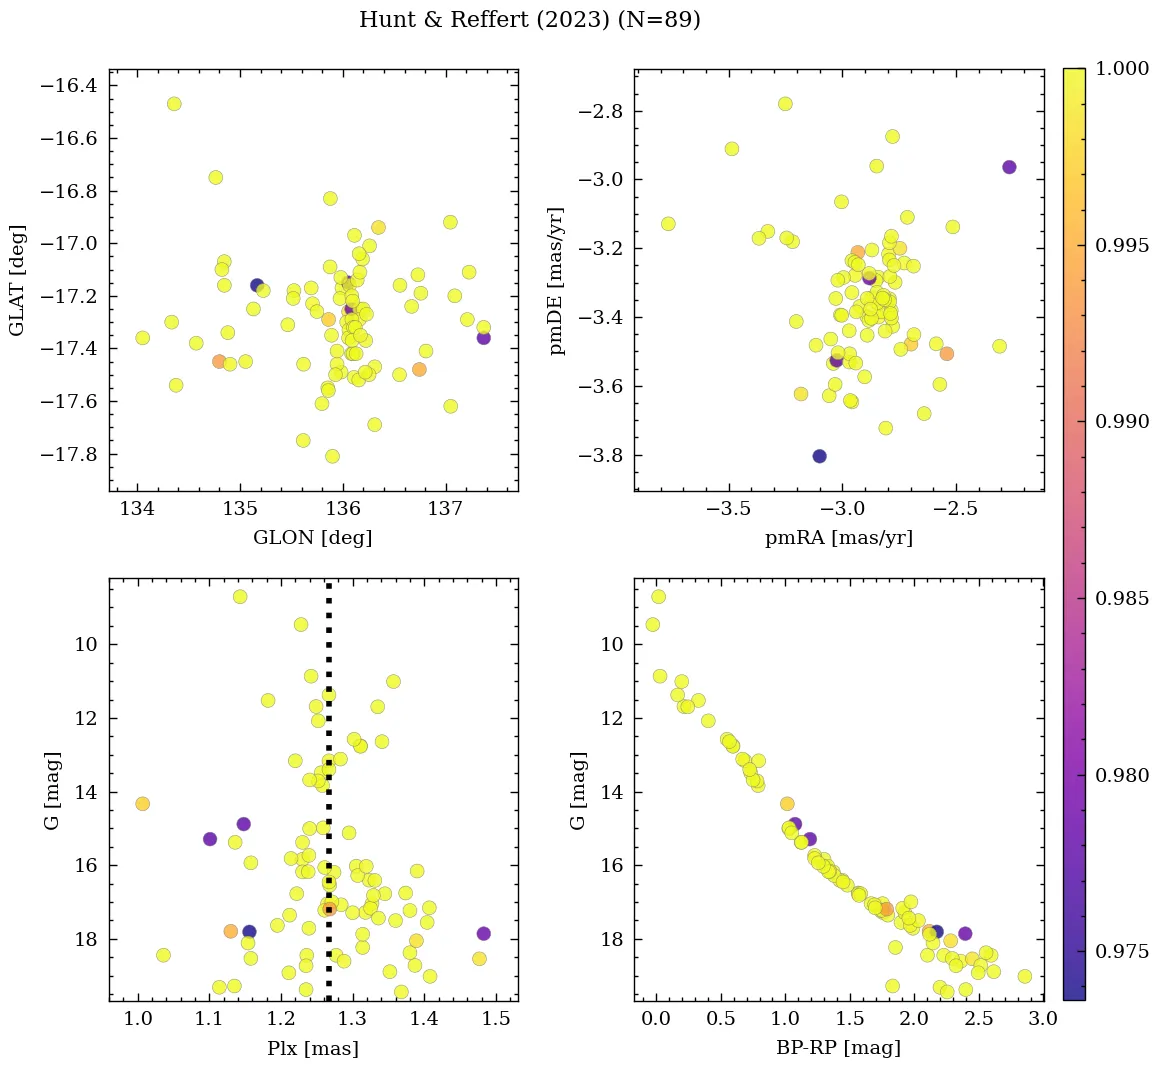 Hunt & Reffert (2023) (N=89)
−16.4
−16.6
−16.8
−17.0
−17.2
−17.4
−17.6
−17.8
GLAT [deg]
134 135 136 137
GLON [deg]
−2.8
−3.0
−3.2
−3.4
−3.6
−3.8
pmDE [mas/yr]
−3.5 −3.0 −2.5
pmRA [mas/yr]
10
12
14
16
18
G [mag]
1.0 1.1 1.2 1.3 1.4 1.5
Plx [mas]
10
12
14
16
18
G [mag]
0.0 0.5 1.0 1.5 2.0 2.5 3.0
BP-RP [mag]
1.000
0.995
0.990
0.985
0.980
0.975